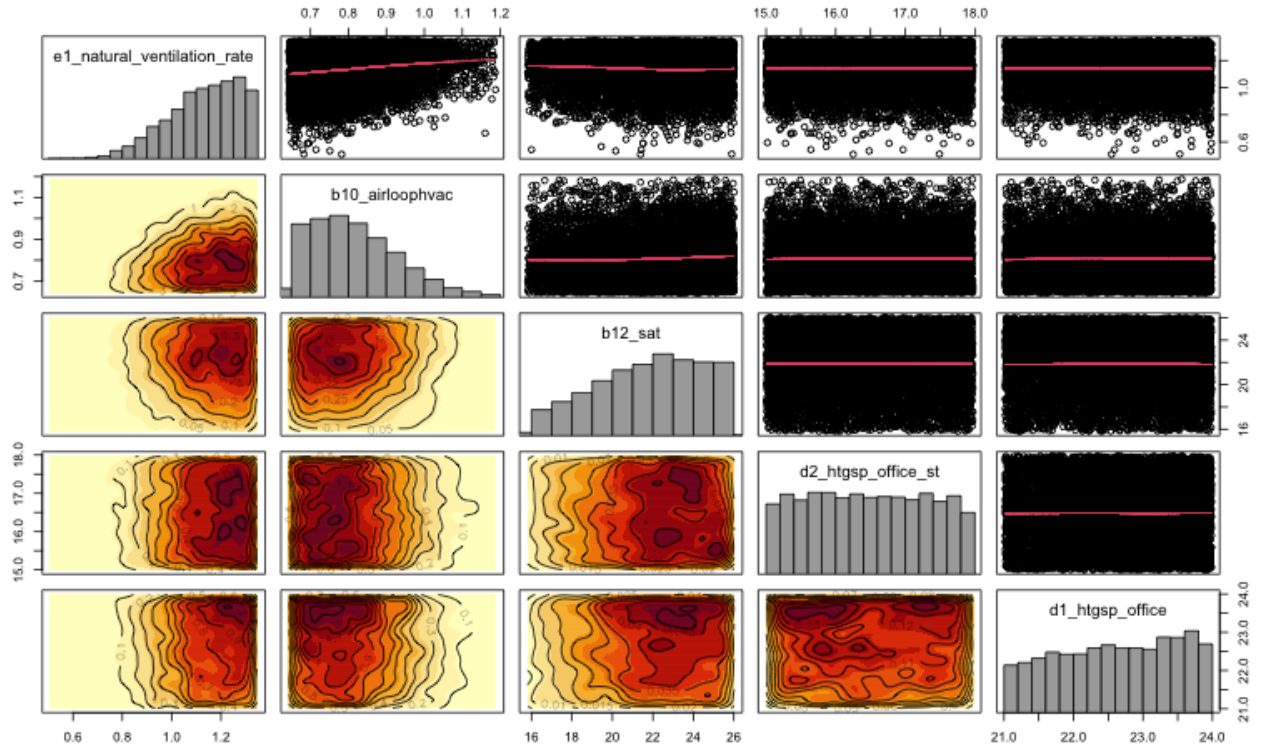 0.7 0.8 0.9 1.0 1.1 1.2 15.0 16.0 17.0 18.0
e1_natural_ventilation_rate
0.6 1.0
0.7 0.9 1.1
b10_airloophvac
b12_sat
16 20 24
15.0 16.0 17.0 18.0
d2_htgsp_office_st
d1_htgsp_office
21.0 22.0 23.0 24.0
0.6 0.8 1.0 1.2 16 18 20 22 24 26 21.0 22.0 23.0 24.0